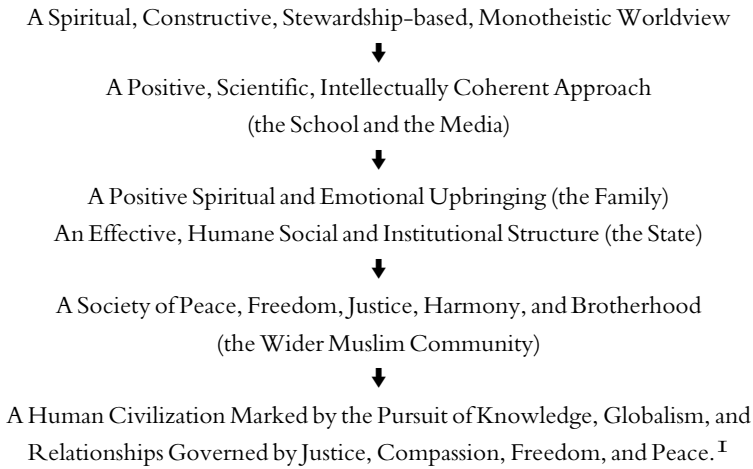 A Spiritual, Constructive, Stewardship-based, Monotheistic Worldview
A Positive, Scientific, Intellectually Coherent Approach
(the School and the Media)
A Positive Spiritual and Emotional Upbringing (the Family)
An Effective, Humane Social and Institutional Structure (the State)
A Society of Peace, Freedom, Justice, Harmony, and Brotherhood
(the Wider Muslim Community)
A Human Civilization Marked by the Pursuit of Knowledge, Globalism, and
Relationships Governed by Justice, Compassion, Freedom, and Peace.1